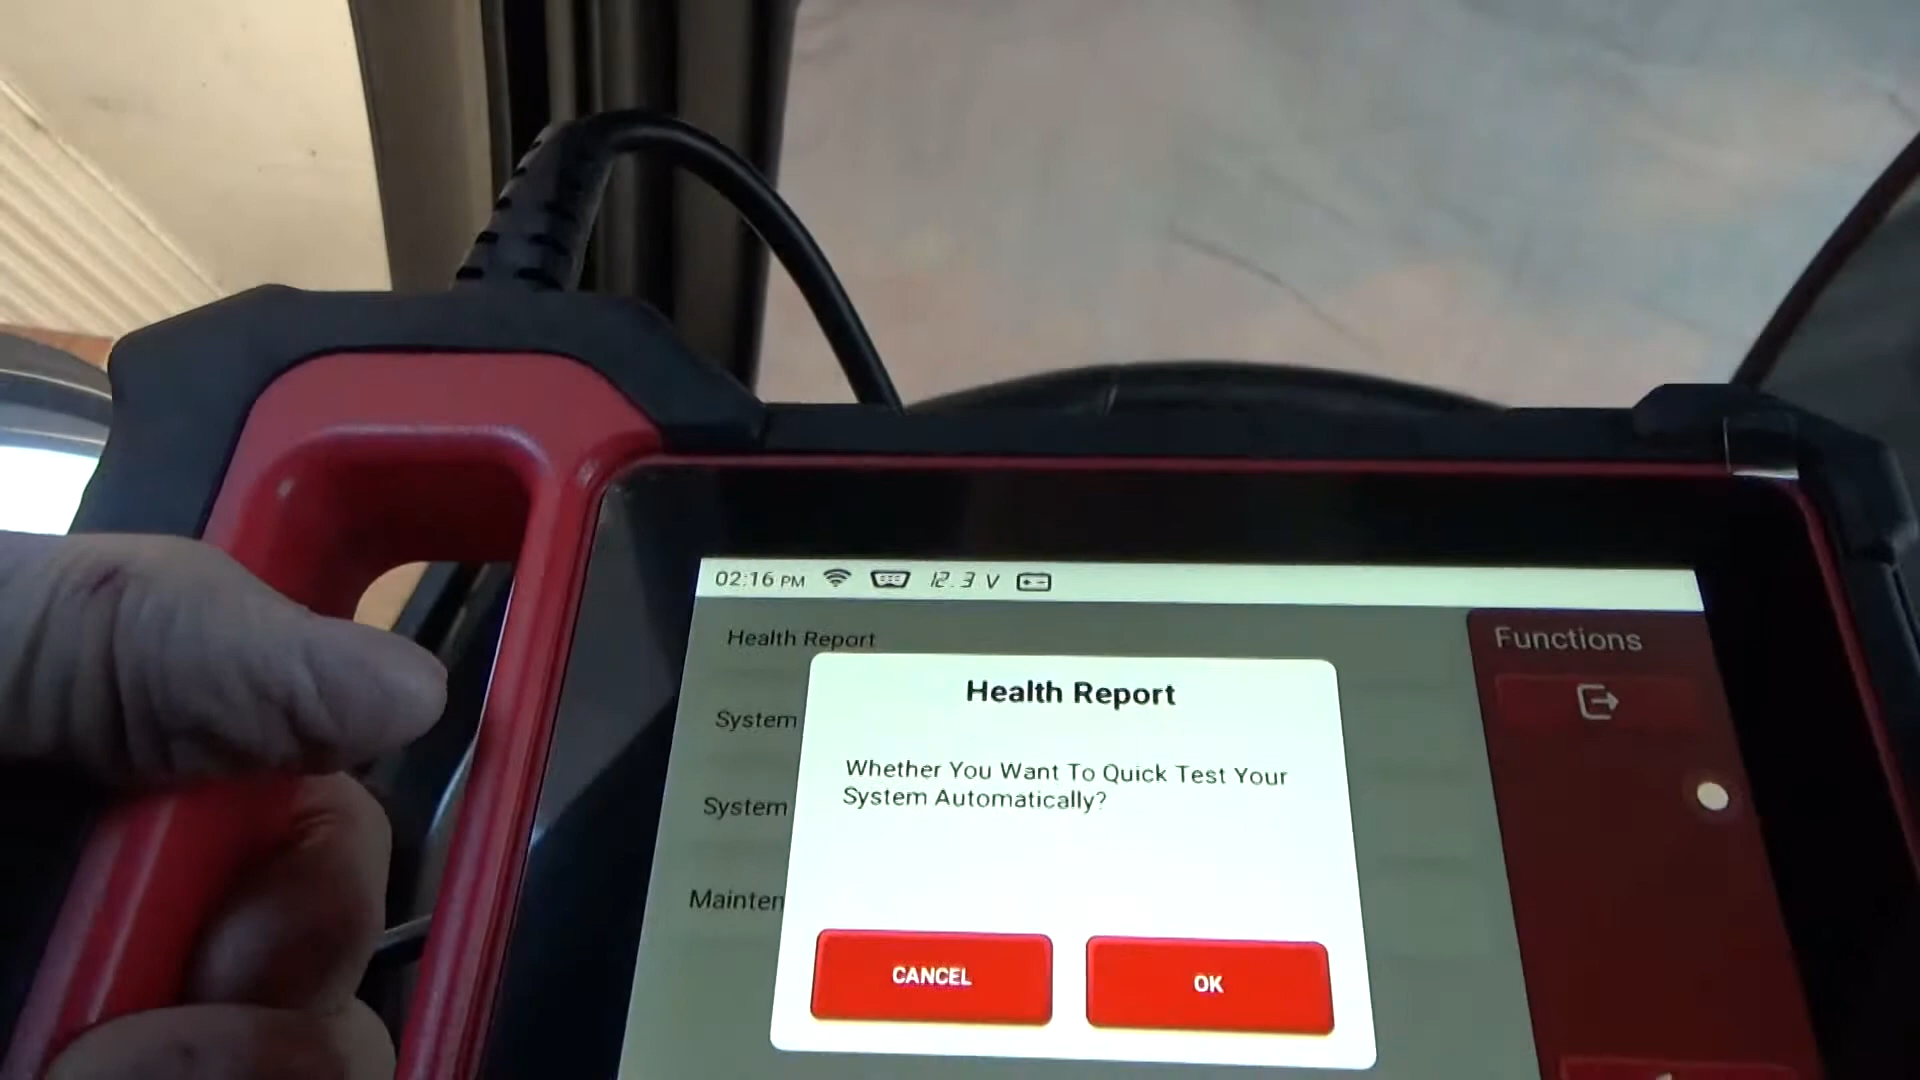 02:16 PM 12.3 V
Health Report
Functions
System
System
Mainten
Health Report
Whether You Want To Quick Test Your
System Automatically?
CANCEL
OK